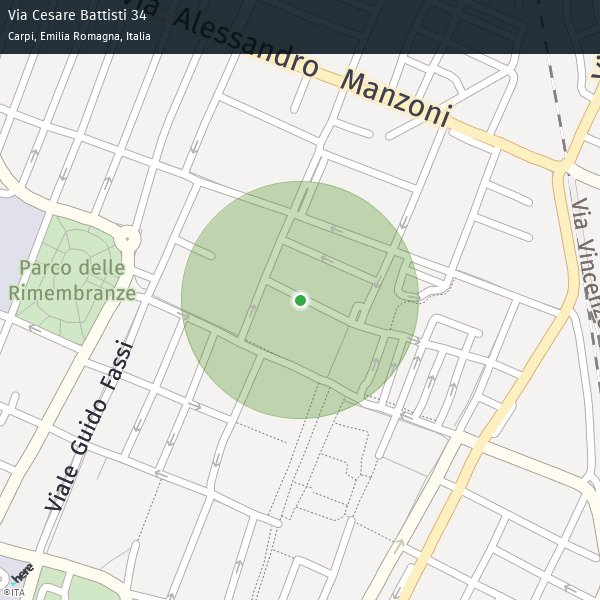 Via Cesare Battisti 34
Carpi, Emilia Romagna, Italia
Via Alessandro Manzoni
Via Vincenz
Parco delle
Rimembranze
Viale Guido Fassi
here
©ITA